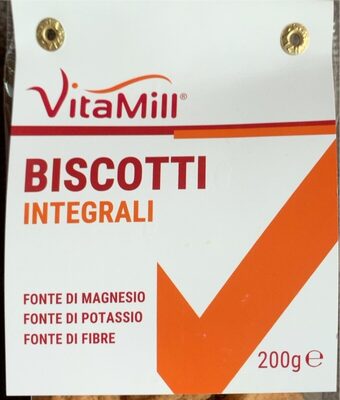 VitaMill®
BISCOTTI
INTEGRALI
FONTE DI MAGNESIO
FONTE DI POTASSIO
FONTE DI FIBRE
200g ℮